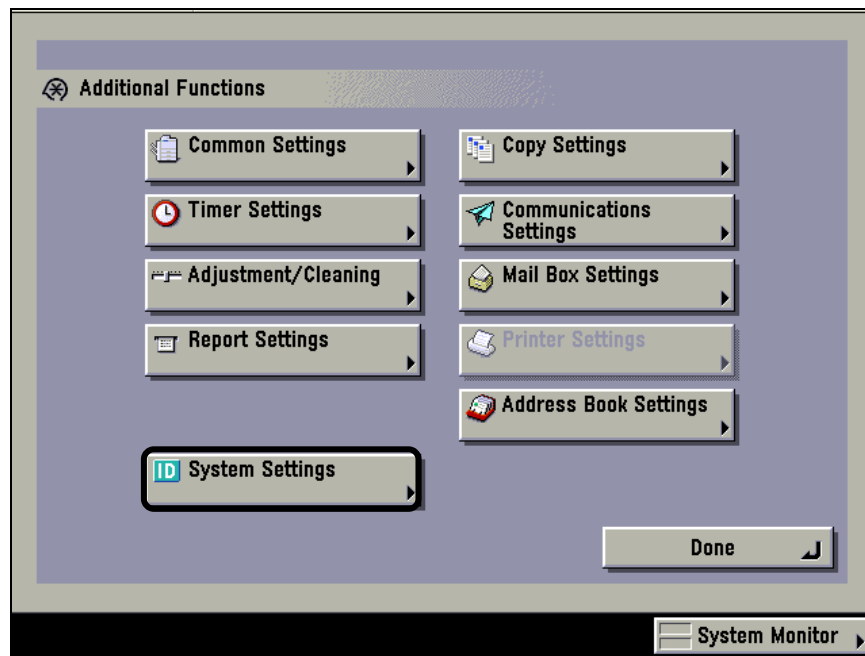 Additional Functions
Common Settings
Copy Settings
Timer Settings
Communications
Settings
Adjustment/Cleaning
Mail Box Settings
Report Settings
Printer Settings
Address Book Settings
ID System Settings
Done
System Monitor